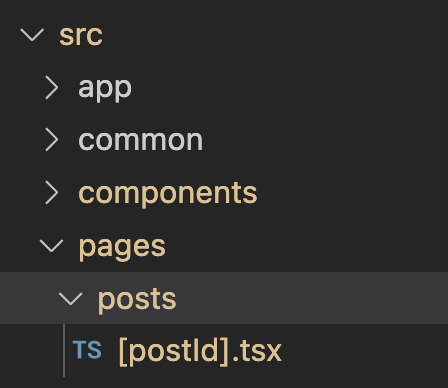 src
app
common
components
pages
posts
TS [postId].tsx